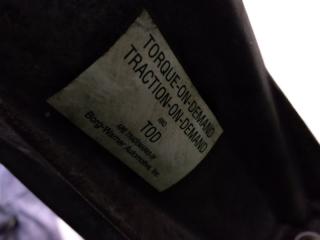 TORQUE-ON-DEMAND
TRACTION-ON-DEMAND
AND
TOD
ARE TRADEMARKS OF
Borg-Warner Automotive, Inc.